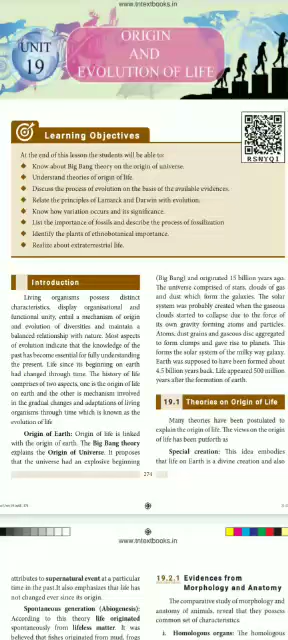 www.tntextbooks.in
UNIT
19
ORIGIN
AND
EVOLUTION OF LIFE
Learning Objectives
RSNYQ1
At the end of this lesson the students will be able to:
Know about Big Bang theory on the origin of universe.
Understand theories of origin of life.
Discuss the process of evolution on the basis of the available evidences.
Relate the principles of Lamarck and Darwin with evolution.
Know how variation occurs and its significance.
List the importance of fossils and describe the process of fossilization
Identify the plants of ethnobotanical importance.
Realize about extraterrestrial life.
Introduction
Living organisms possess distinct
characteristics, display organisational and
functional unity, entail a mechanism of origin
and evolution of diversities and maintain a
balanced relationship with nature. Most aspects
of evolution indicate that the knowledge of the
past has become essential for fully understanding
the present. Life since its beginning on earth
had changed through time. The history of life
comprises of two aspects, one is the origin of life
on earth and the other is mechanism involved
in the gradual changes and adaptations of living
organisms through time which is known as the
evolution of life
Origin of Earth: Origin of life is linked
with the origin of earth. The Big Bang theory
explains the Origin of Universe. It proposes
that the universe had an explosive beginning
(Big Bang) and originated 15 billion years ago.
The universe comprised of stars, clouds of gas
and dust which form the galaxies. The solar
system was probably created when the gaseous
clouds started to collapse due to the force of
its own gravity forming atoms and particles.
Atoms, dust grains and gaseous disc aggregated
to form clumps and gave rise to planets. This
forms the solar system of the milky way galaxy.
Earth was supposed to have been formed about
4.5 billion years back. Life appeared 500 million
years after the formation of earth.
19.1 Theories on Origin of Life
Many theories have been postulated to
explain the origin of life. The views on the origin
of life has been putforth as
Special creation: This idea embodies
that life on Earth is a divine creation and also
274
www.tntextbooks.in
attributes to supernatural event at a particular
time in the past.It also emphasizes that life has
not changed ever since its origin.
Spontaneous generation (Abiogenesis):
According to this theory life originated
spontaneously from lifeless matter. It was
believed that fishes originated from mud, frogs
19.2.1 Evidences from
Morphology and Anatomy
The comparative study of morphology and
anatomy of animals, reveal that they possess
common set of characteristics.
i. Homologous organs: The homologous